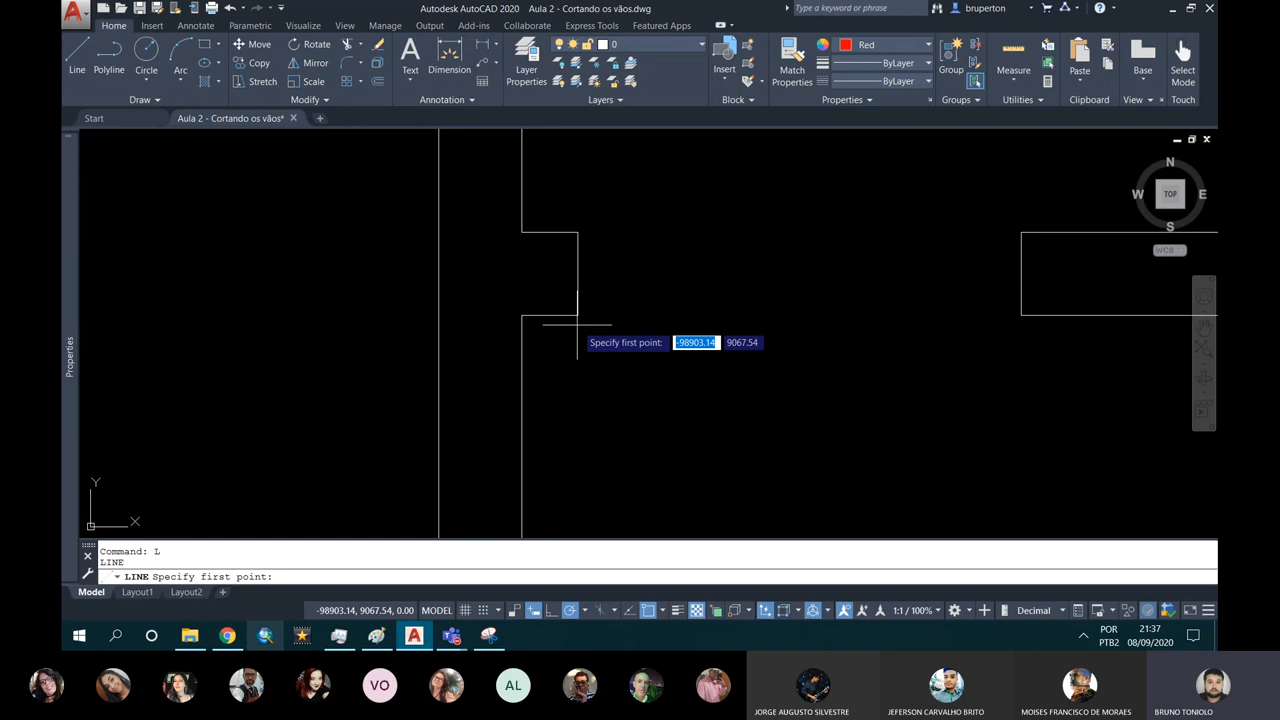 Autodesk AutoCAD 2020 Aula 2 - Cortando os vãos.dwg
Type a keyword or phrase
bruperton
Home Insert Annotate Parametric View Manage Output Add-ins Collaborate Express Tools Featured Apps
Line Polyline Circle Arc
Move Rotate
Copy Mirror
Stretch Scale
Text Dimension
Layer Properties
0
Insert
Match Properties
Red
ByLayer
ByLayer
Group
Measure
Paste
Base
Select Mode
Draw Modify Annotation Layers Block Properties Groups Utilities Clipboard View Touch
Start Aula 2 - Cortando os vãos*
N
W TOP E
S
WCS
Properties
Specify first point: -98903.14 9067.54
Y
X
Command: L
LINE
LINE Specify first point:
Model Layout1 Layout2
-98903.14, 9067.54, 0.00 MODEL 1:1 / 100% Decimal
POR
PTB2
21:37
08/09/2020
VO AL
JORGE AUGUSTO SILVESTRE JEFERSON CARVALHO BRITO MOISES FRANCISCO DE MORAES BRUNO TONIOLO